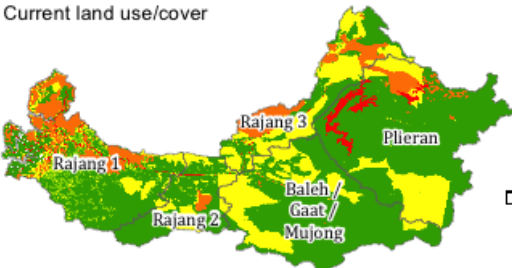 Current land use/cover
Rajang 3
Plieran
Rajang 1
Baleh /
Gaat /
Mujong
Rajang 2